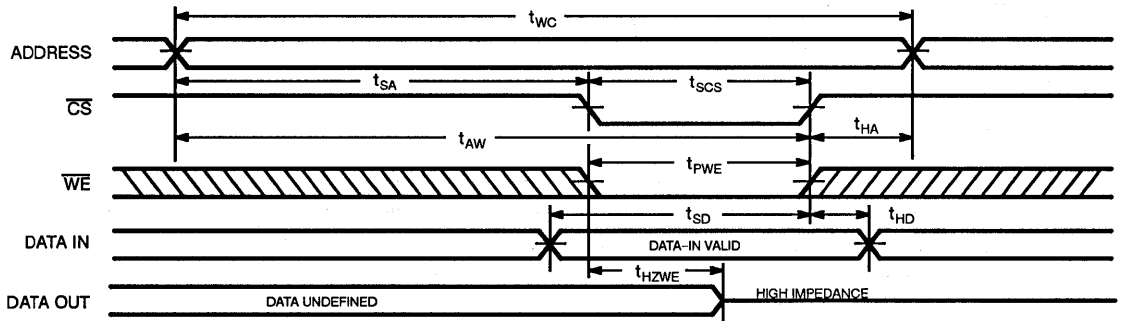 tWC
ADDRESS
tSA
tSCS
CS
tAW
tHA
tPWE
WE
tSD
tHD
DATA IN
DATA-IN VALID
tHZWE
DATA OUT
DATA UNDEFINED
HIGH IMPEDANCE